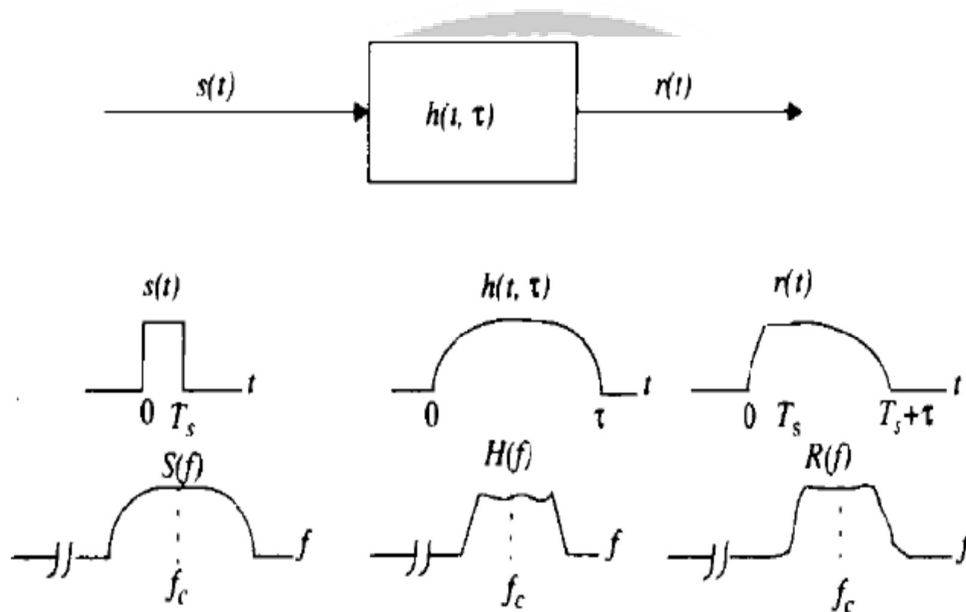 s(t) r(t)
h(t, τ)
s(t) h(t, τ) r(t)
t t t
0 T_s 0 τ 0 T_s T_s+τ
S(f) H(f) R(f)
f f f
f_c f_c f_c